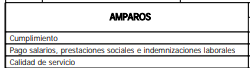 AMPAROS
Cumplimiento
Pago salarios, prestaciones sociales e indemnizaciones laborales
Calidad de servicio